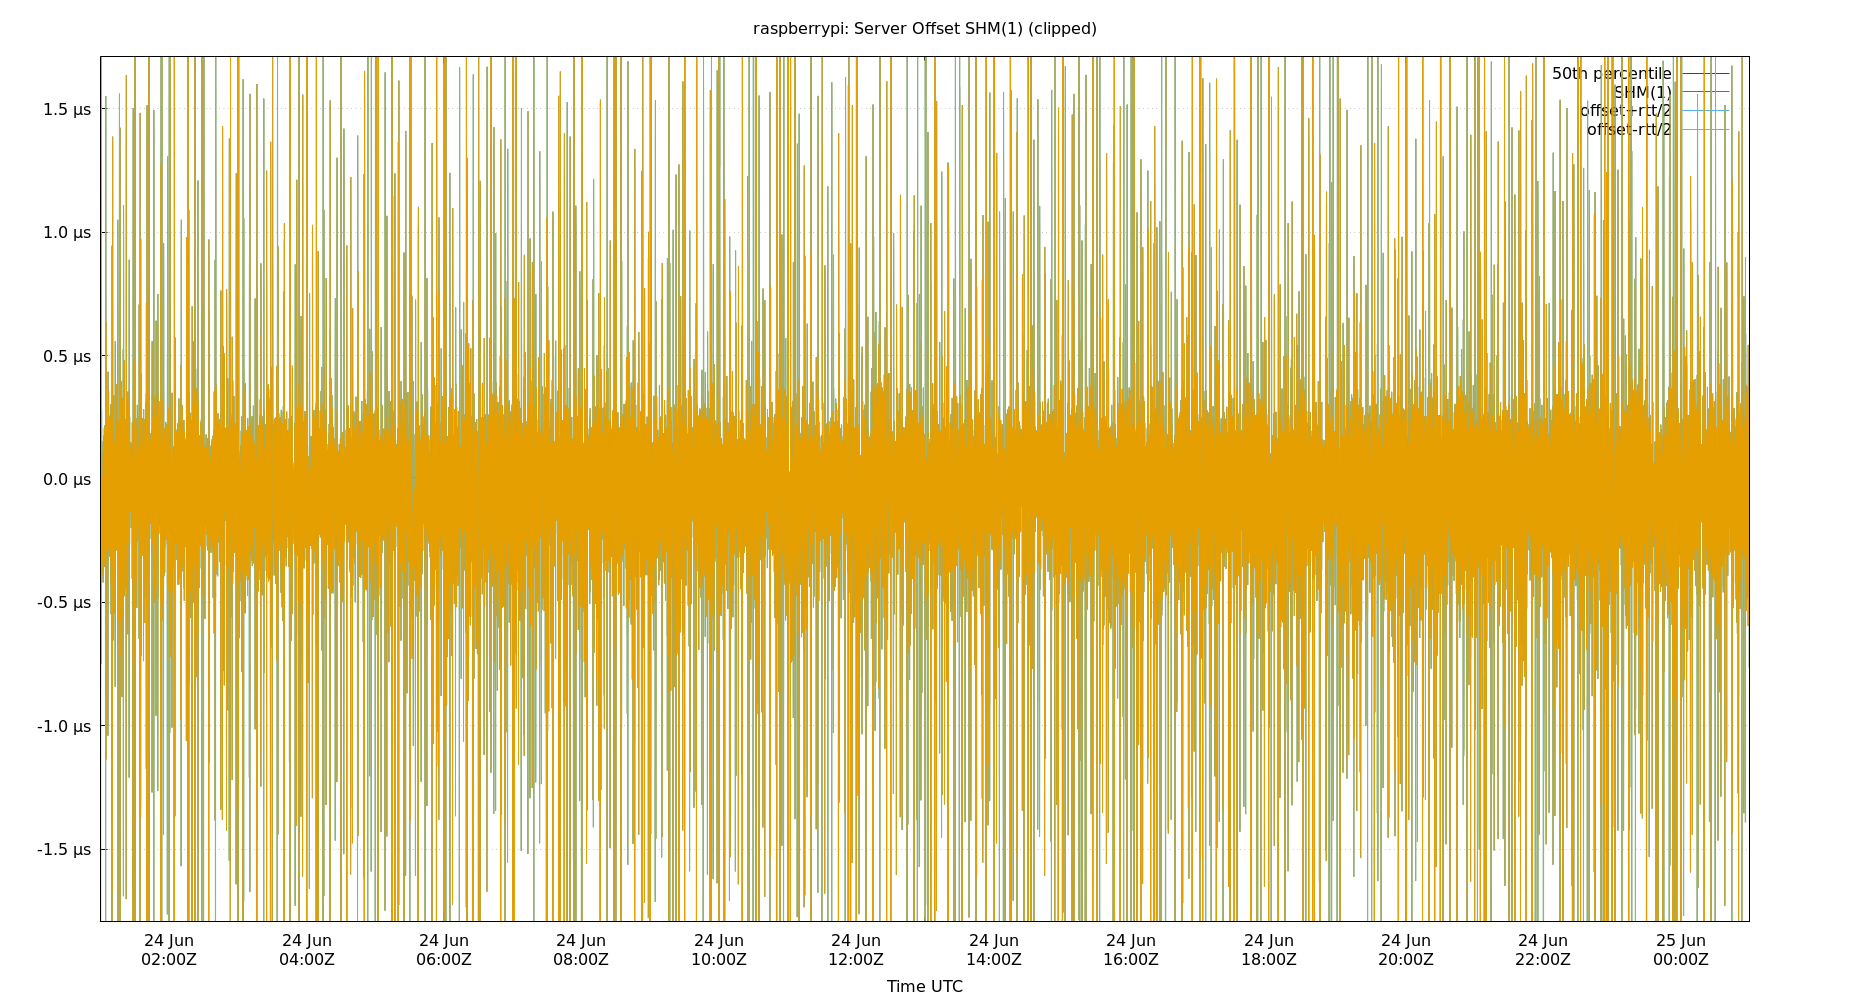 raspberrypi: Server Offset SHM(1) (clipped)
50th percentile
SHM(1)
offset+rtt/2
offset-rtt/2
1.5 µs
1.0 µs
0.5 µs
0.0 µs
-0.5 µs
-1.0 µs
-1.5 µs
24 Jun 24 Jun 24 Jun 24 Jun 24 Jun 24 Jun 24 Jun 24 Jun 24 Jun 24 Jun 24 Jun 25 Jun
02:00Z 04:00Z 06:00Z 08:00Z 10:00Z 12:00Z 14:00Z 16:00Z 18:00Z 20:00Z 22:00Z 00:00Z
Time UTC